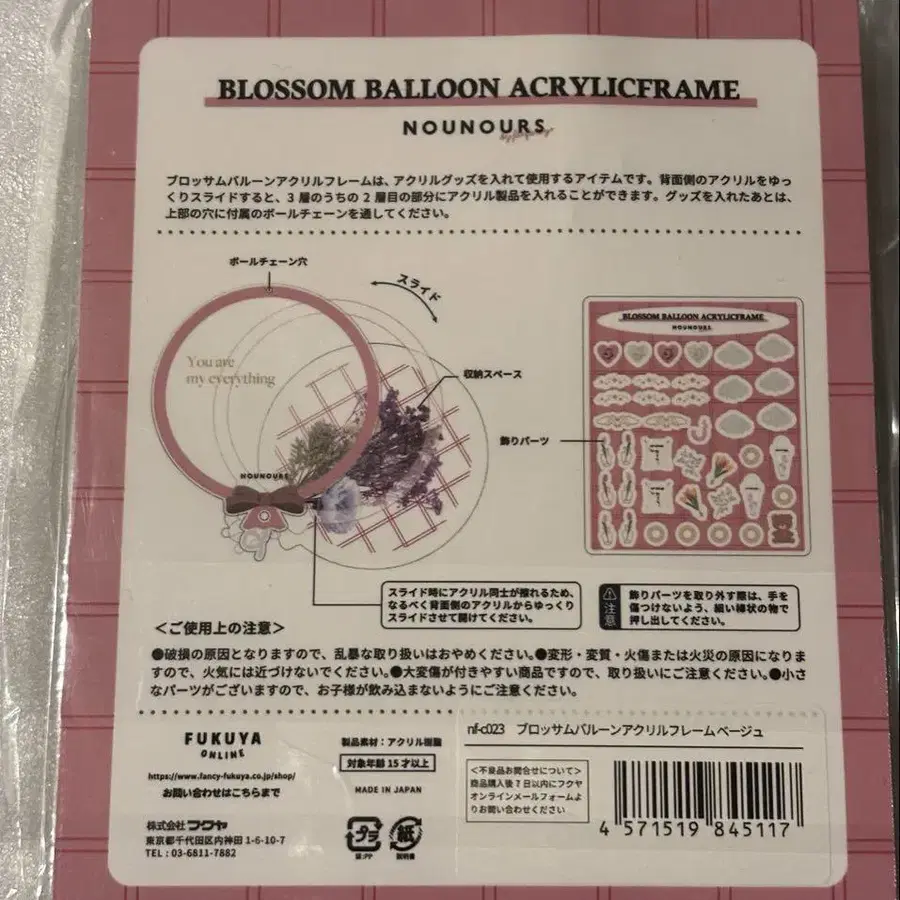 BLOSSOM BALLOON ACRYLICFRAME
NOUNOURS
ブロッサムバルーンアクリルフレームは、アクリルグッズを入れて使用するアイテムです。背面側のアクリルをゆっ
くりスライドすると、3層のうちの2層目の部分にアクリル製品を入れることができます。グッズを入れたあとは、
上部の穴に付属のボールチェーンを通してください。
ボールチェーン穴
スライド
You are
my everything
収納スペース
NOUNOURS
BLOSSOM BALLOON ACRYLICFRAME
NOUNOURS
飾りパーツ
スライド時にアクリル同士が擦れるため、
なるべく背面側のアクリルからゆっくり
スライドさせて開けてください。
注意
飾りパーツを取り外す際は、手を
傷つけないよう、細い棒状の物で
押し出してください。
＜ご使用上の注意＞
●破損の原因となりますので、乱暴な取り扱いはおやめください。●変形・変質・火傷または火災の原因になりま
すので、火気には近づけないでください。●大変傷が付きやすい商品ですので、取り扱いにご注意ください。●小さ
なパーツがございますので、お子様が飲み込まないようにご注意ください。
FUKUYA
ONLINE
https://www.fancy-fukuya.co.jp/shop/
お問い合わせはこちらまで
株式会社フクヤ
東京都千代田区内神田1-6-10-7
TEL : 03-6811-7882
製品素材：アクリル樹脂
対象年齢15才以上
MADE IN JAPAN
プラ
袋:PP
紙
説明書
nf-c023 ブロッサムバルーンアクリルフレームベージュ
＜不良品お問合せについて＞
商品購入後7日以内にフクヤ
オンラインメールフォームよ
りお問い合わせください
4 571519 845117